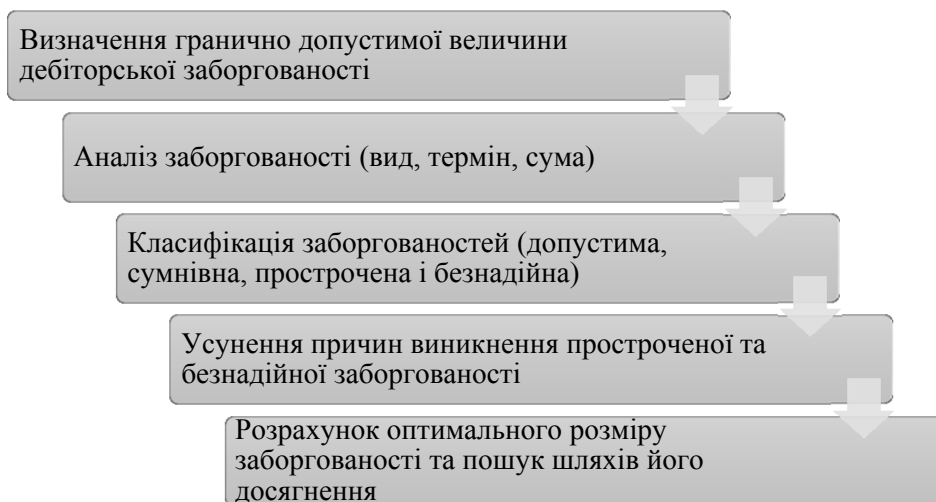 Визначення гранично допустимої величини
дебіторської заборгованості
Аналіз заборгованості (вид, термін, сума)
Класифікація заборгованостей (допустима,
сумнівна, прострочена і безнадійна)
Усунення причин виникнення простроченої та
безнадійної заборгованості
Розрахунок оптимального розміру
заборгованості та пошук шляхів його
досягнення